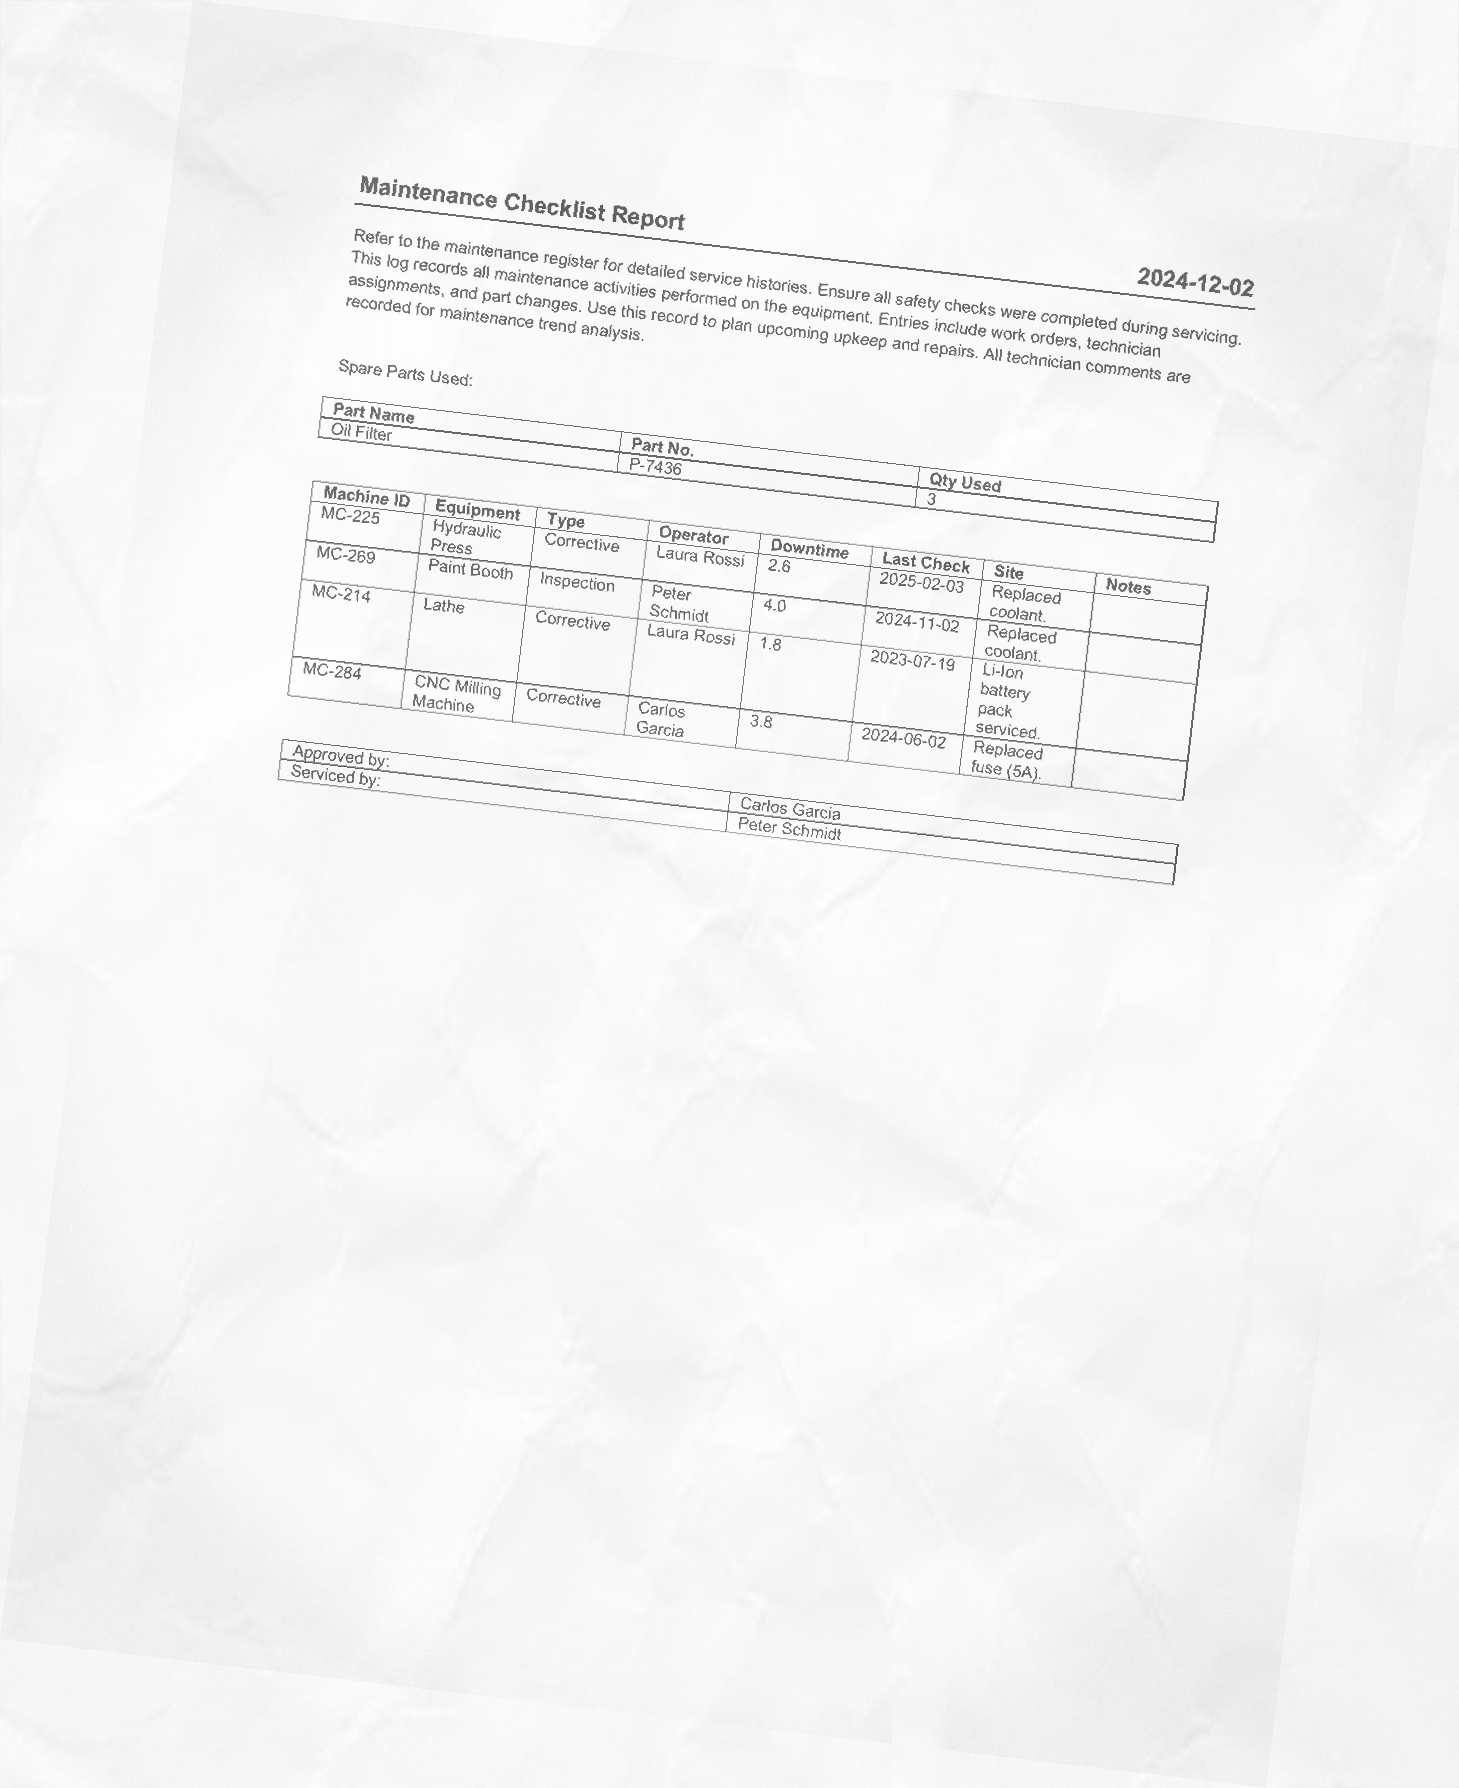 Maintenance Checklist Report
2024-12-02
Refer to the maintenance register for detailed service histories. Ensure all safety checks were completed during servicing.
This log records all maintenance activities performed on the equipment. Entries include work orders, technician
assignments, and part changes. Use this record to plan upcoming upkeep and repairs. All technician comments are
recorded for maintenance trend analysis.
Spare Parts Used:
Part Name Part No. Qty Used
Oil Filter P-7436 3
Machine ID Equipment Type Operator Downtime Last Check Site Notes
MC-225 Hydraulic Corrective Laura Rossi 2.6 2025-02-03 Replaced
Press coolant.
MC-269 Paint Booth Inspection Peter 4.0 2024-11-02 Replaced
Schmidt coolant.
MC-214 Lathe Corrective Laura Rossi 1.8 2023-07-19 Li-Ion
battery
pack
serviced.
MC-284 CNC Milling Corrective Carlos 3.8 2024-06-02 Replaced
Machine Garcia fuse (5A).
Approved by: Carlos Garcia
Serviced by: Peter Schmidt